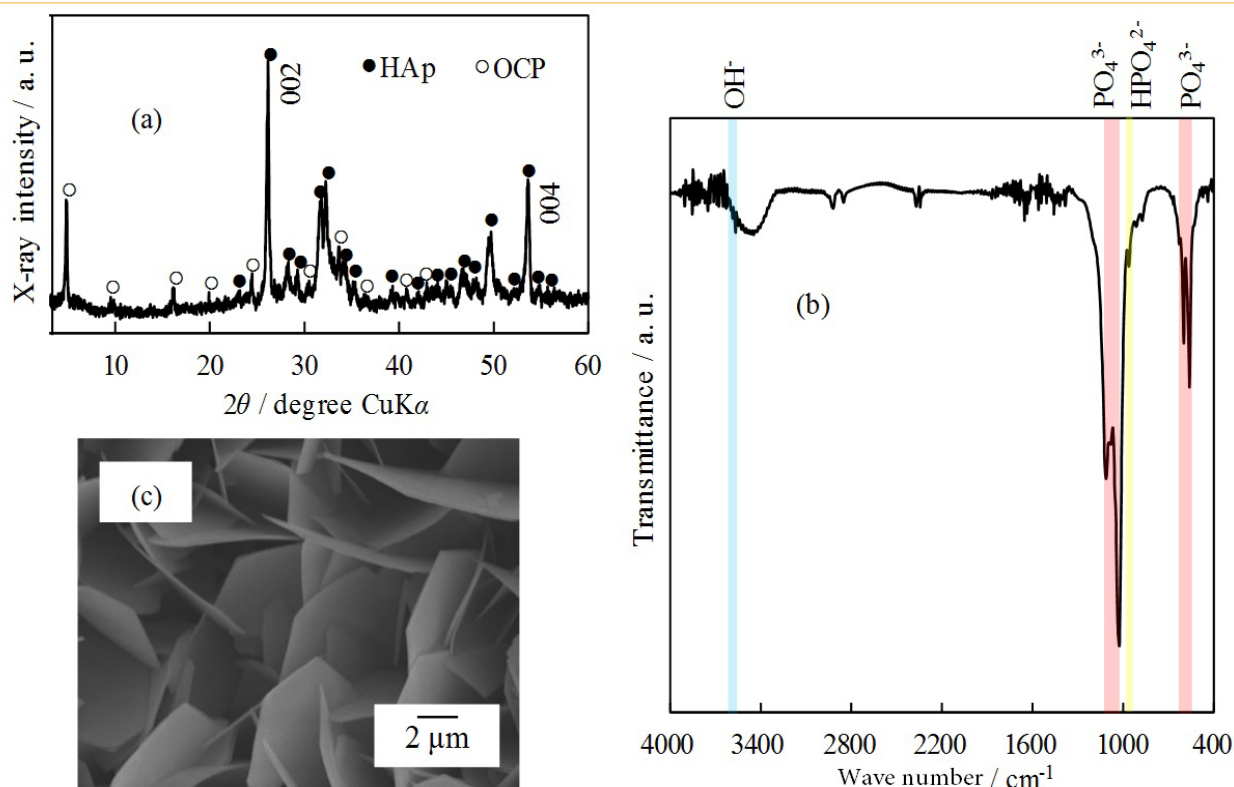 X-ray intensity / a. u.
(a)
● HAp ○ OCP
002
004
10 20 30 40 50 60
2θ / degree CuKα
(c)
2 µm
OH⁻
PO₄³⁻
HPO₄²⁻
PO₄³⁻
(b)
Transmittance / a. u.
4000 3400 2800 2200 1600 1000 400
Wave number / cm⁻¹